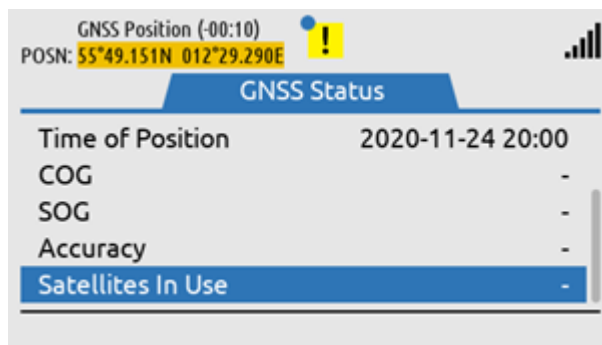 GNSS Position (-00:10)
POSN: 55°49.151N 012°29.290E
!
GNSS Status
Time of Position 2020-11-24 20:00
COG -
SOG -
Accuracy -
Satellites In Use -